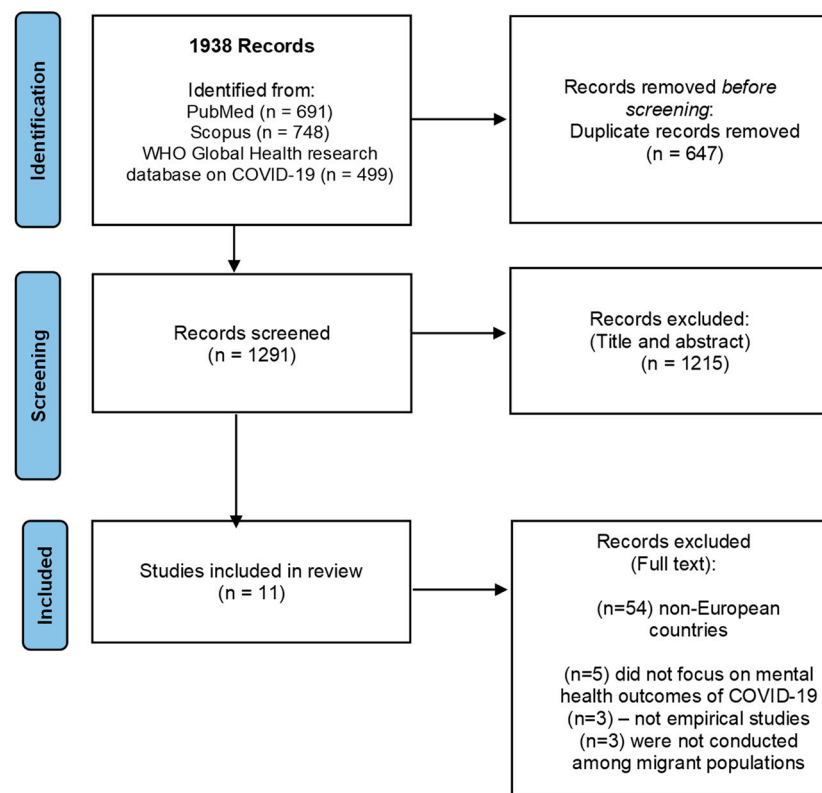 Identification
1938 Records
Identified from:
PubMed (n = 691)
Scopus (n = 748)
WHO Global Health research
database on COVID-19 (n = 499)
Records removed before
screening:
Duplicate records removed
(n = 647)
Screening
Records screened
(n = 1291)
Records excluded:
(Title and abstract)
(n = 1215)
Included
Studies included in review
(n = 11)
Records excluded
(Full text):
(n=54) non-European
countries
(n=5) did not focus on mental
health outcomes of COVID-19
(n=3) – not empirical studies
(n=3) were not conducted
among migrant populations